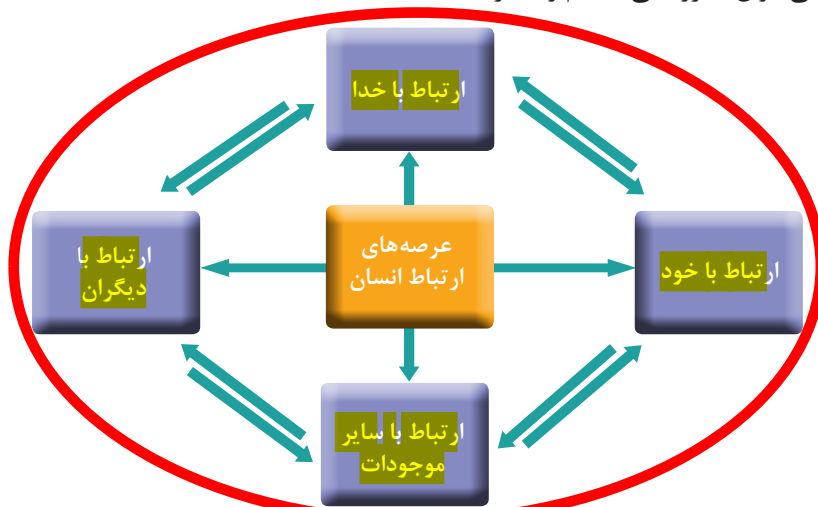 ارتباط با خدا
ارتباط با خود
عرصه‌های
ارتباط انسان
ارتباط با
دیگران
ارتباط با سایر
موجودات